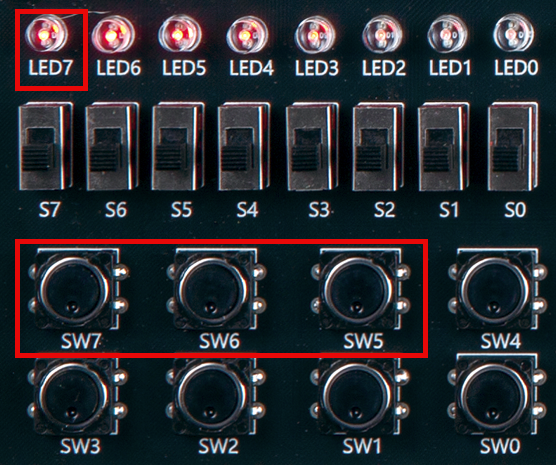 LED7 LED6 LED5 LED4 LED3 LED2 LED1 LED0
S7 S6 S5 S4 S3 S2 S1 S0
SW7 SW6 SW5 SW4
SW3 SW2 SW1 SW0